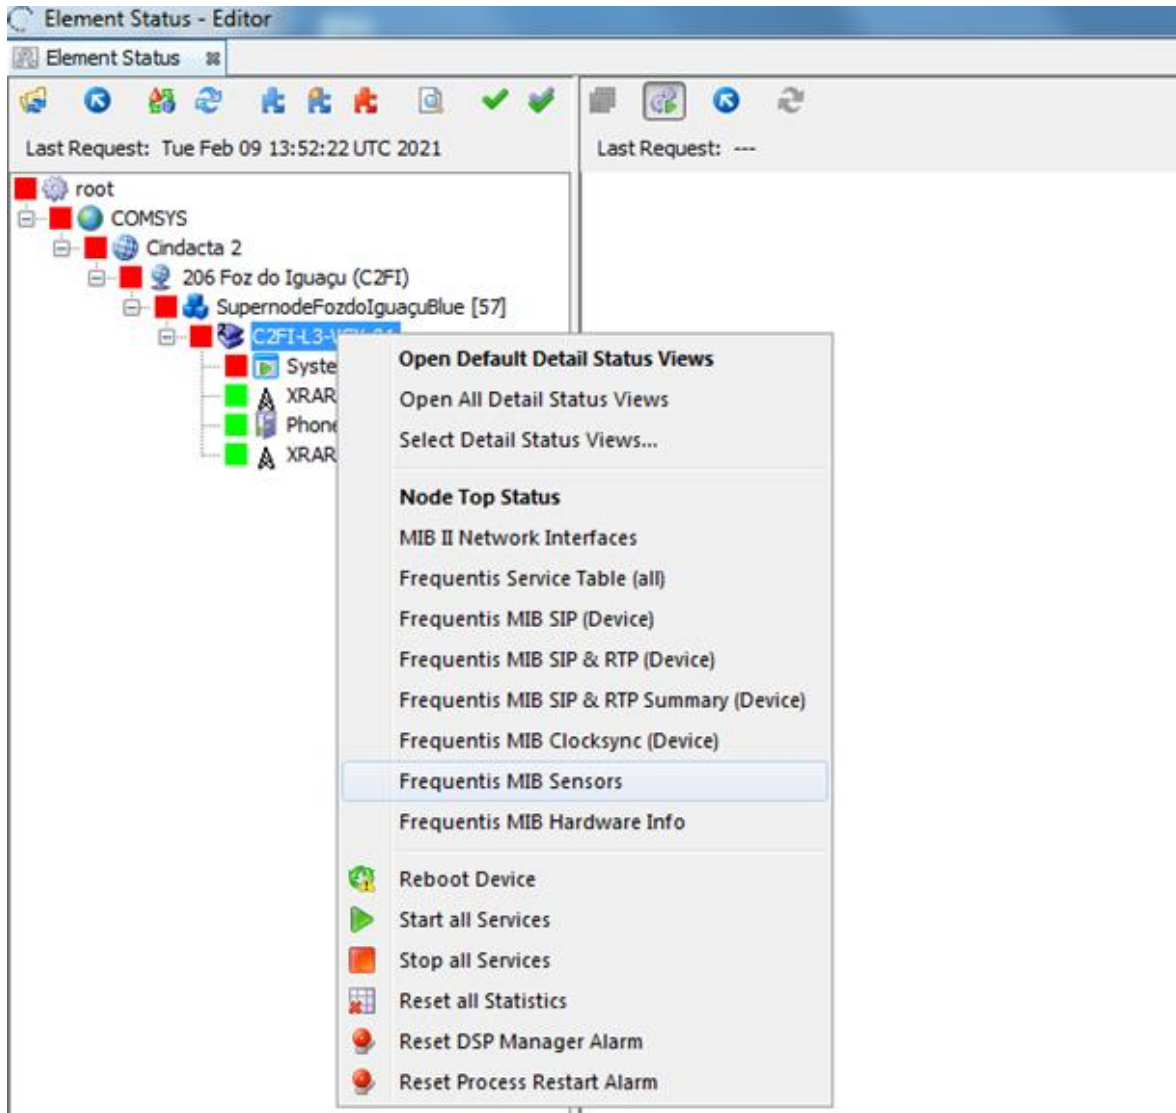 Element Status - Editor
Element Status
Last Request: Tue Feb 09 13:52:22 UTC 2021
Last Request: ---
root
COMSYS
Cindacta 2
206 Foz do Iguaçu (C2FI)
SupernodeFozdoIguaçuBlue [57]
Syste
XRAR
Phone
XRAR
Open Default Detail Status Views
Open All Detail Status Views
Select Detail Status Views...
Node Top Status
MIB II Network Interfaces
Frequentis Service Table (all)
Frequentis MIB SIP (Device)
Frequentis MIB SIP & RTP (Device)
Frequentis MIB SIP & RTP Summary (Device)
Frequentis MIB Clocksync (Device)
Frequentis MIB Sensors
Frequentis MIB Hardware Info
Reboot Device
Start all Services
Stop all Services
Reset all Statistics
Reset DSP Manager Alarm
Reset Process Restart Alarm